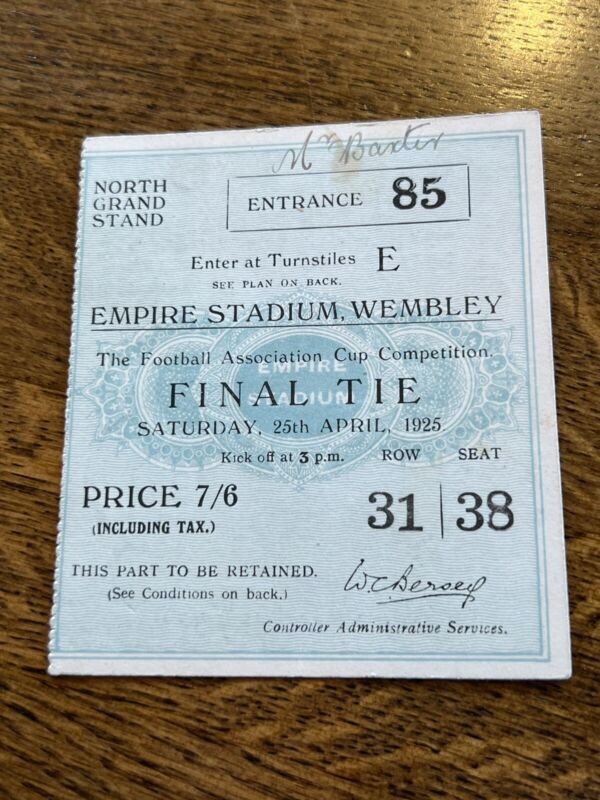 Mr Baxter
NORTH
GRAND
STAND
ENTRANCE 85
Enter at Turnstiles E
SEE PLAN ON BACK.
EMPIRE STADIUM, WEMBLEY
The Football Association Cup Competition.
EMPIRE
STADIUM
FINAL TIE
SATURDAY, 25th APRIL, 1925
Kick off at 3 p.m. ROW SEAT
PRICE 7/6 31 38
(INCLUDING TAX.)
THIS PART TO BE RETAINED.
(See Conditions on back.)
Controller Administrative Services.